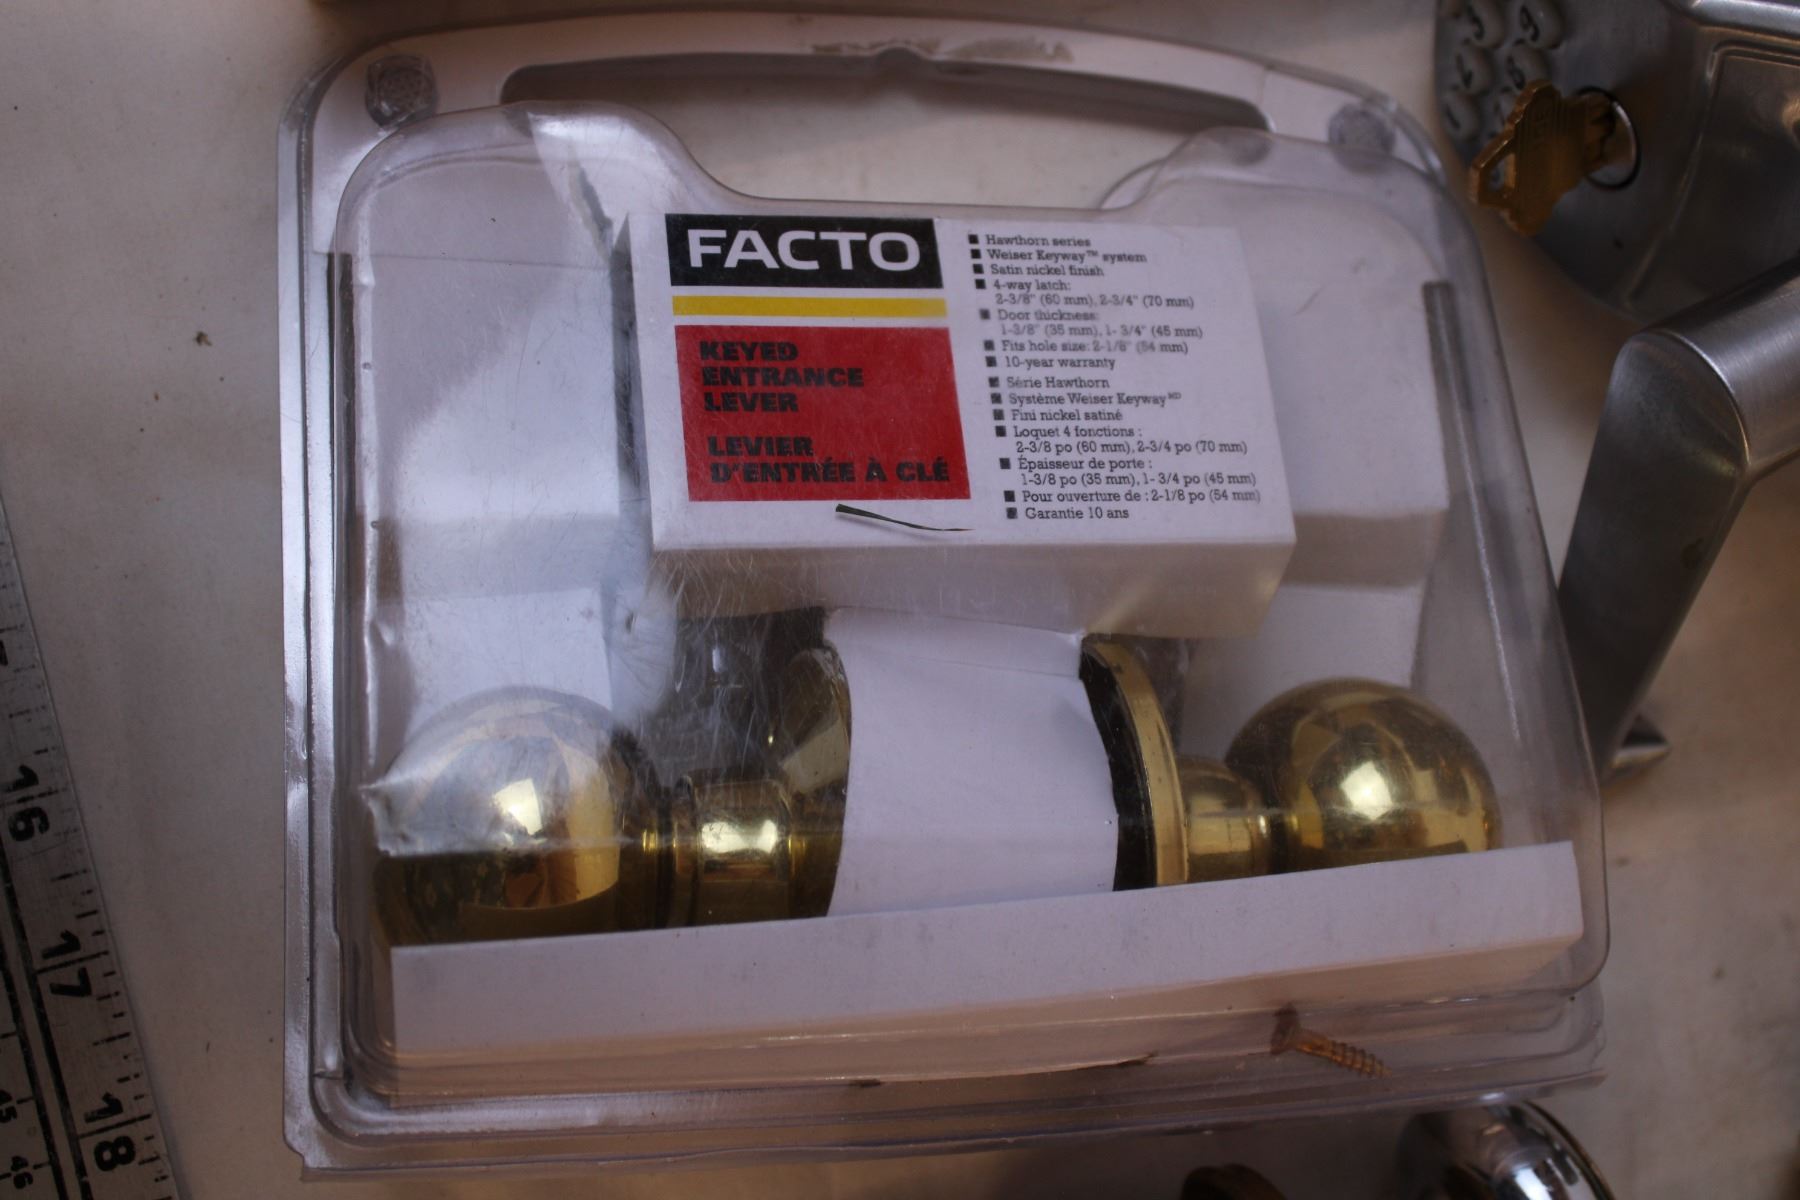 FACTO
KEYED
ENTRANCE
LEVER
LEVIER
D'ENTRÉE À CLÉ
■ Hawthorn series
■ Weiser Keyway™ system
■ Satin nickel finish
■ 4-way latch:
2-3/8" (60 mm), 2-3/4" (70 mm)
■ Door thickness:
1-3/8" (35 mm), 1- 3/4" (45 mm)
■ Fits hole size: 2-1/8" (54 mm)
■ 10-year warranty
■ Série Hawthorn
■ Système Weiser Keyway MD
■ Fini nickel satiné
■ Loquet 4 fonctions :
2-3/8 po (60 mm), 2-3/4 po (70 mm)
■ Épaisseur de porte :
1-3/8 po (35 mm), 1- 3/4 po (45 mm)
■ Pour ouverture de : 2-1/8 po (54 mm)
■ Garantie 10 ans
16
17
18
45
46